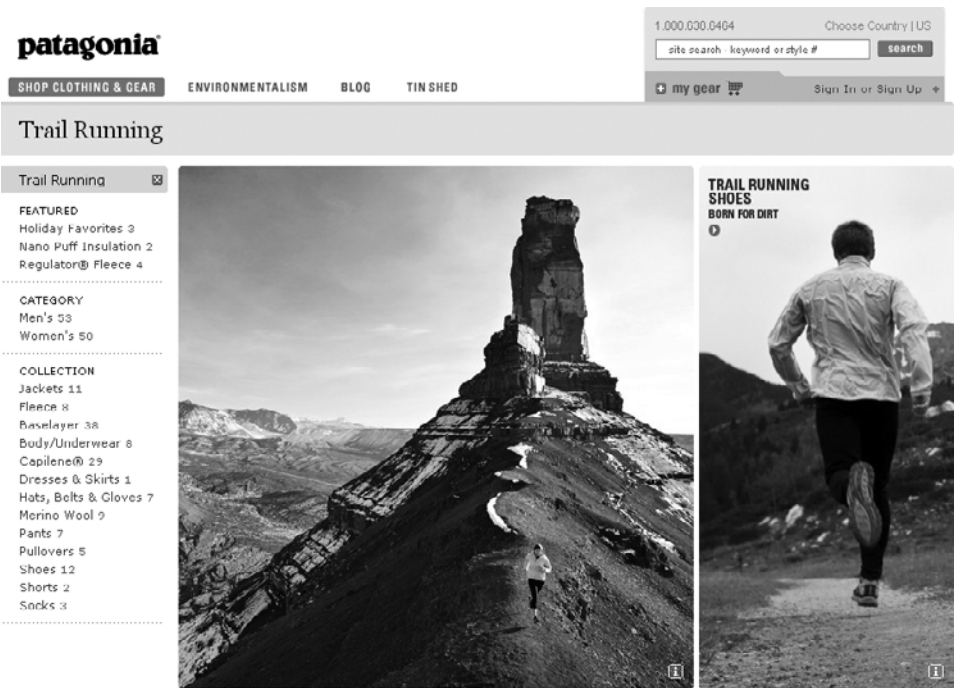 patagonia
1.800.638.6464
Choose Country | US
site search - keyword or style #
search
SHOP CLOTHING & GEAR
ENVIRONMENTALISM
BLOG
TIN SHED
my gear
Sign In or Sign Up
Trail Running
Trail Running
FEATURED
Holiday Favorites 3
Nano Puff Insulation 2
Regulator® Fleece 4
CATEGORY
Men's 53
Women's 50
COLLECTION
Jackets 11
Fleece 8
Baselayer 38
Body/Underwear 8
Capilene® 29
Dresses & Skirts 1
Hats, Belts & Gloves 7
Merino Wool 9
Pants 7
Pullovers 5
Shoes 12
Shorts 2
Socks 3
TRAIL RUNNING
SHOES
BORN FOR DIRT